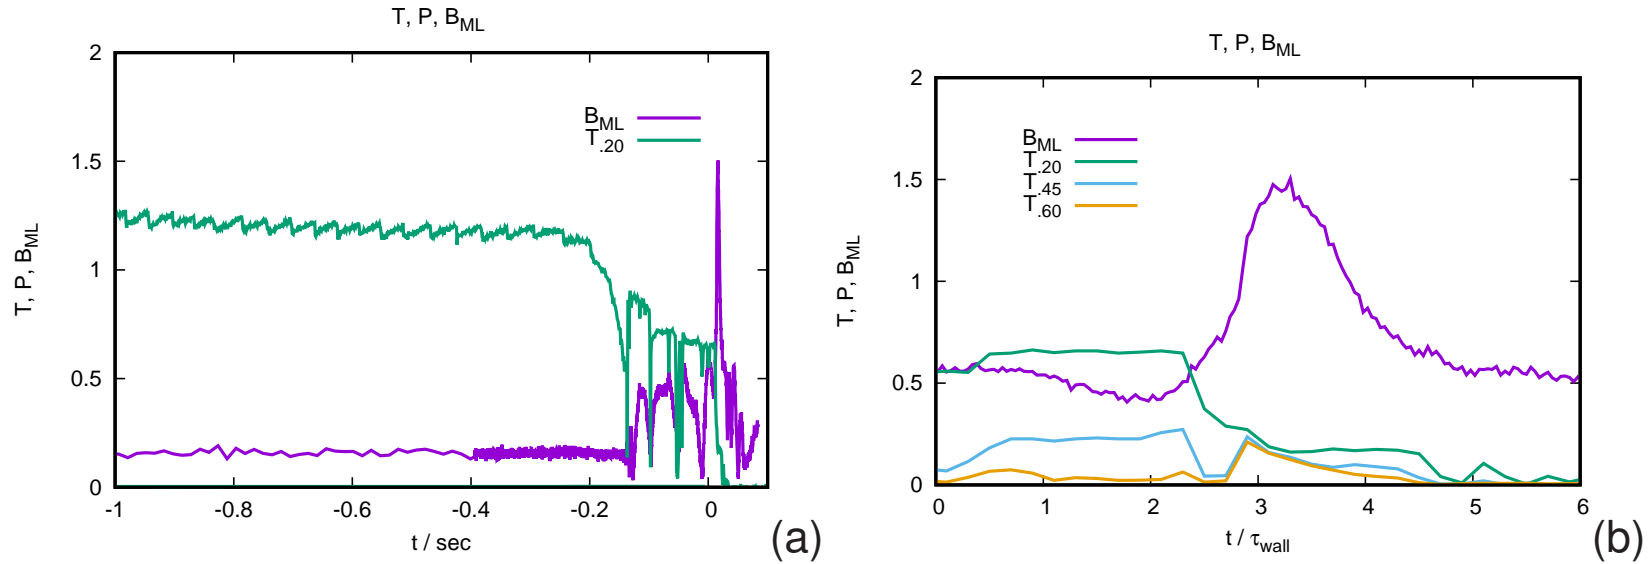 T, P, B_ML
2
1.5
1
0.5
0
T, P, B_ML
B_ML
T_.20
-1 -0.8 -0.6 -0.4 -0.2 0
t / sec
(a)
T, P, B_ML
2
1.5
1
0.5
0
T, P, B_ML
B_ML
T_.20
T_.45
T_.60
0 1 2 3 4 5 6
t / τ_wall
(b)